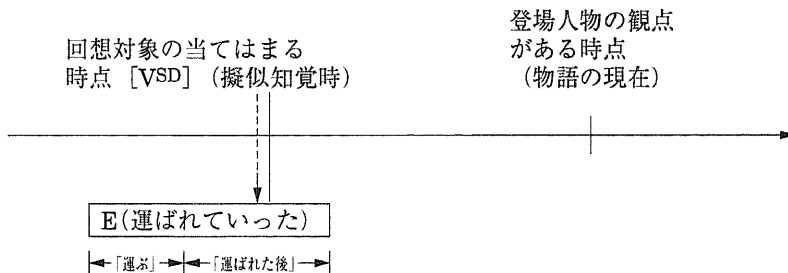 登場人物の観点
がある時点
（物語の現在）
回想対象の当てはまる
時点［VSD］（擬似知覚時）
E(運ばれていった)
「運ぶ」
「運ばれた後」